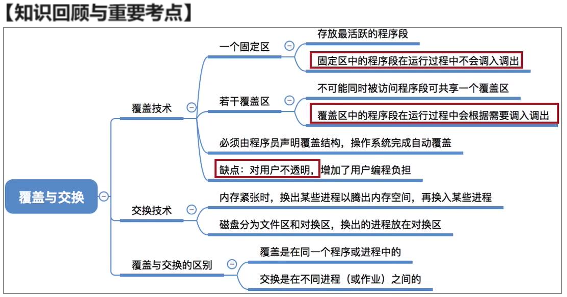 【知识回顾与重要考点】
覆盖与交换
覆盖技术
一个固定区
存放最活跃的程序段
固定区中的程序段在运行过程中不会调入调出
若干覆盖区
不可能同时被访问程序段可共享一个覆盖区
覆盖区中的程序段在运行过程中会根据需要调入调出
必须由程序员声明覆盖结构，操作系统完成自动覆盖
缺点：对用户不透明，增加了用户编程负担
交换技术
内存紧张时，换出某些进程以腾出内存空间，再换入某些进程
磁盘分为文件区和对换区，换出的进程放在对换区
覆盖与交换的区别
覆盖是在同一个程序或进程中的
交换是在不同进程（或作业）之间的